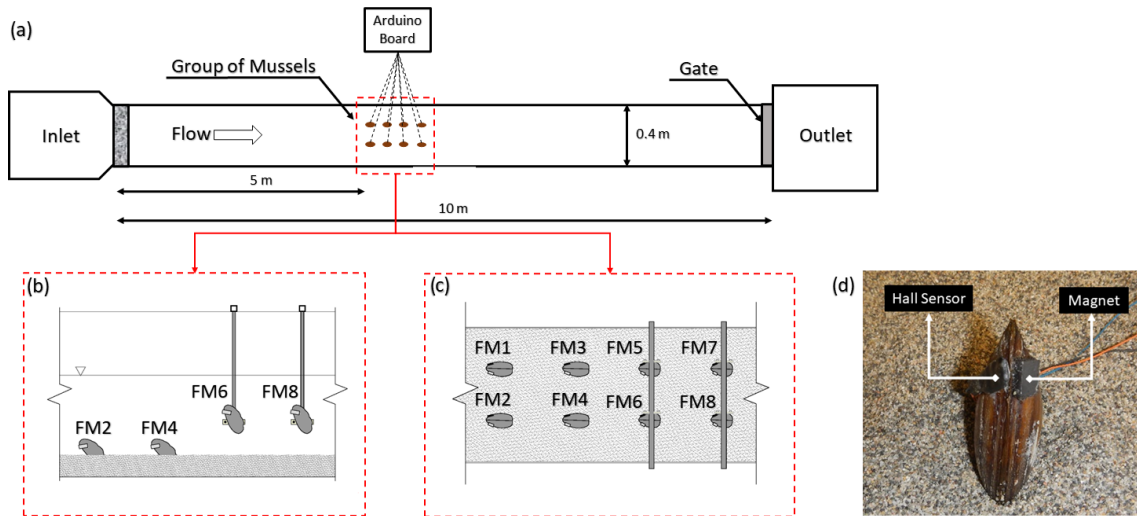 (a)
Arduino
Board
Group of Mussels
Gate
Inlet
Flow
0.4 m
Outlet
5 m
10 m
(b)
FM6
FM8
FM2
FM4
(c)
FM1
FM3
FM5
FM7
FM2
FM4
FM6
FM8
(d)
Hall Sensor
Magnet